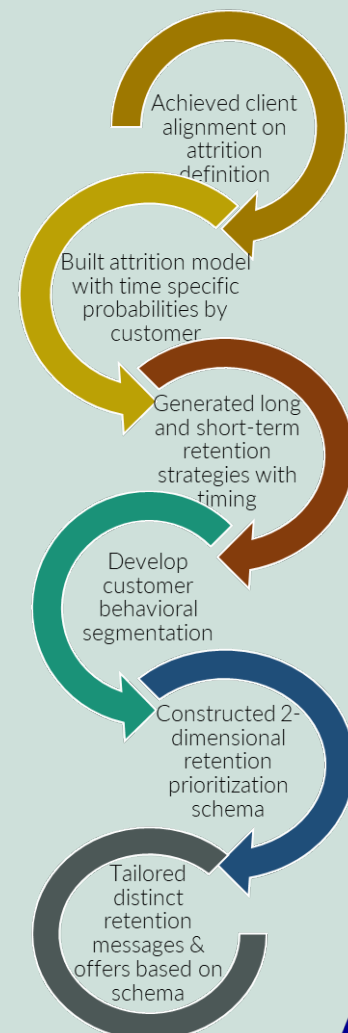 Achieved client
alignment on
attrition
definition
Built attrition model
with time specific
probabilities by
customer
Generated long
and short-term
retention
strategies with
timing
Develop
customer
behavioral
segmentation
Constructed 2-
dimensional
retention
prioritization
schema
Tailored
distinct
retention
messages &
offers based on
schema